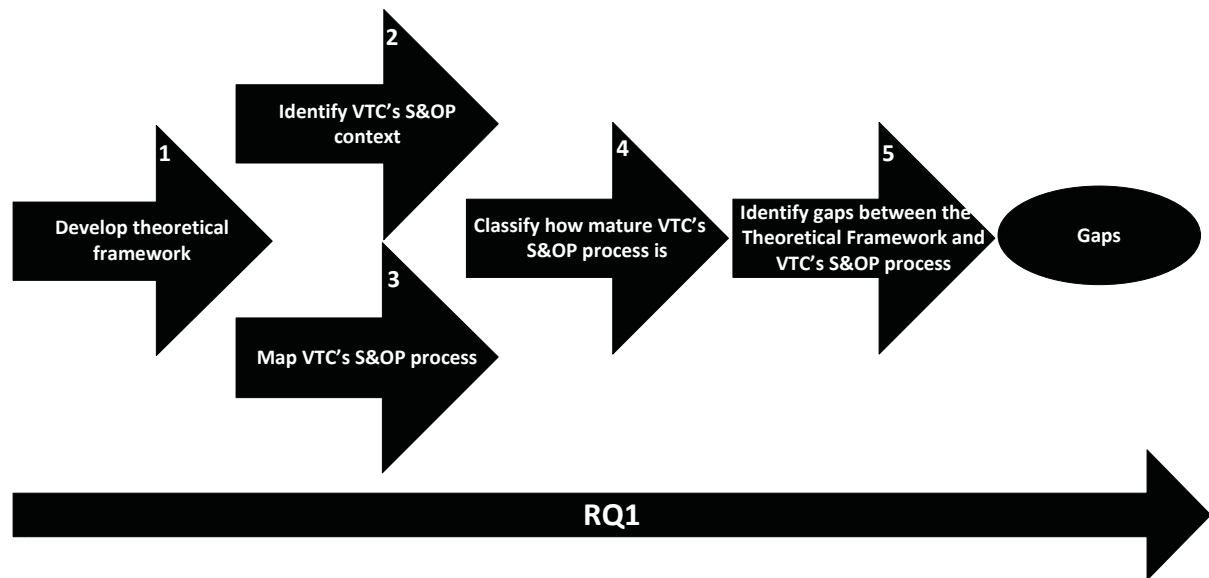 1
Develop theoretical
framework
2
Identify VTC’s S&OP
context
3
Map VTC’s S&OP process
4
Classify how mature VTC’s
S&OP process is
5
Identify gaps between the
Theoretical Framework and
VTC’s S&OP process
Gaps
RQ1